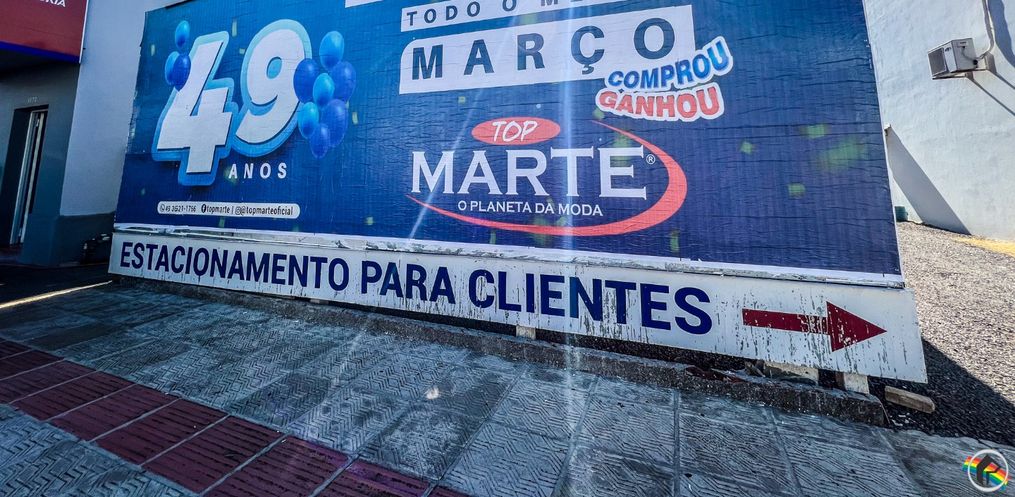 TODO O
MARÇO
COMPROU
GANHOU
49
ANOS
TOP
MARTE®
O PLANETA DA MODA
topmarte | @topmarteoficial
ESTACIONAMENTO PARA CLIENTES